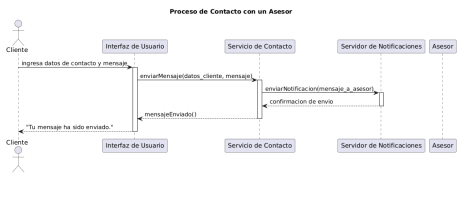 Proceso de Contacto con un Asesor
Cliente
Interfaz de Usuario
Servicio de Contacto
Servidor de Notificaciones
Asesor
ingresa datos de contacto y mensaje
enviarMensaje(datos_cliente, mensaje)
enviarNotificacion(mensaje_a_asesor)
confirmacion de envio
mensajeEnviado()
"Tu mensaje ha sido enviado."
Cliente
Interfaz de Usuario
Servicio de Contacto
Servidor de Notificaciones
Asesor